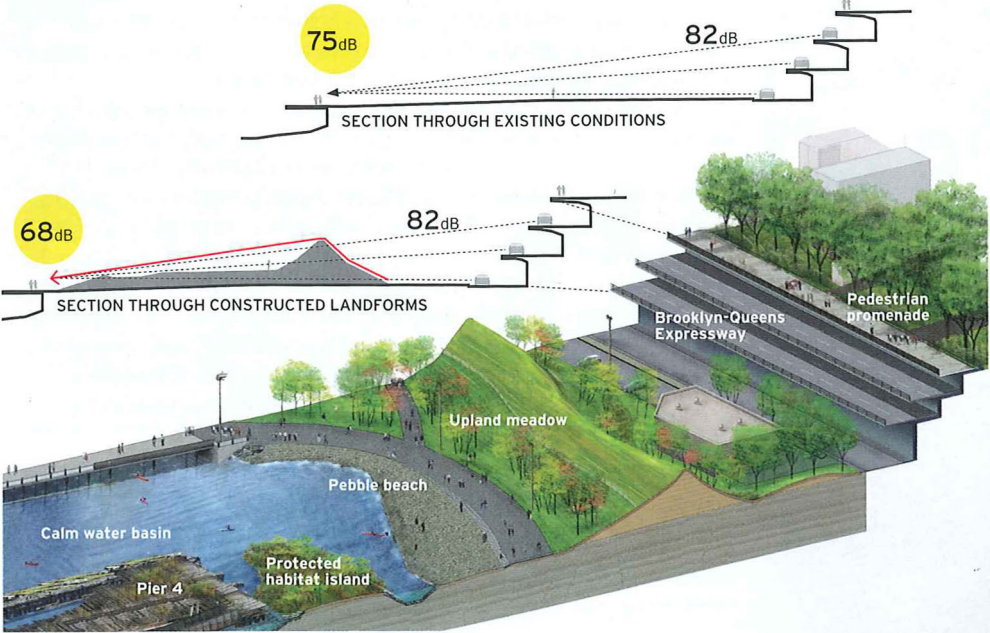 75dB
82dB
SECTION THROUGH EXISTING CONDITIONS
68dB
82dB
SECTION THROUGH CONSTRUCTED LANDFORMS
Pedestrian
promenade
Brooklyn-Queens
Expressway
Upland meadow
Pebble beach
Calm water basin
Protected
habitat island
Pier 4